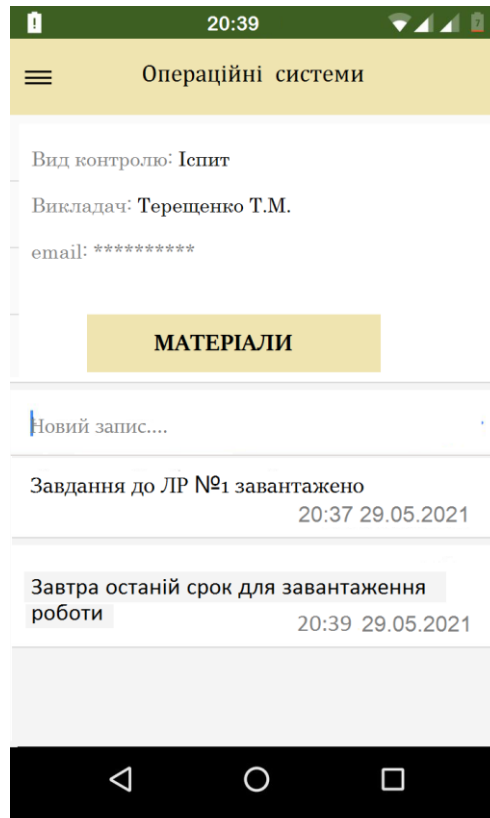 20:39
7
Операційні системи
Вид контролю: Іспит
Викладач: Терещенко Т.М.
email: **********
МАТЕРІАЛИ
Новий запис....
Завдання до ЛР №1 завантажено
20:37 29.05.2021
Завтра останій срок для завантаження
роботи
20:39 29.05.2021